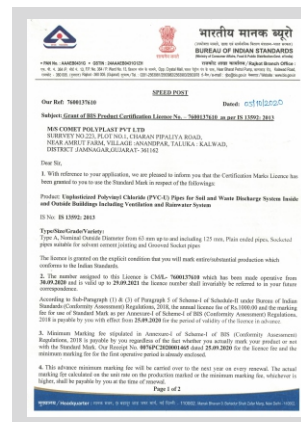 भारतीय मानक ब्यूरो
BUREAU OF INDIAN STANDARDS
SPEED POST
Our Ref: 7600137610
Dated: 05/10/2020
Subject: Grant of BIS Product Certification Licence No. - 7600137610 as per IS 13592: 2013
M/S COMET POLYPLAST PVT LTD
SURVEY NO.223, PLOT NO.1, CHARAN PIPALIYA ROAD,
NEAR AMRUT FARM, VILLAGE :ANANDPAR, TALUKA : KALWAD,
DISTRICT JAMNAGAR,GUJARAT- 361162
Dear Sir,
1. With reference to your application, we are pleased to inform you that the Certification Marks Licence has been
granted to you to use the Standard Mark in respect of the followings:
Product: Unplasticized Polyvinyl Chloride (PVC-U) Pipes for Soil and Waste Discharge System Inside
and Outside Buildings Including Ventilation and Rainwater System
IS No: IS 13592: 2013
Type/Size/Grade/Variety:
Type A, Nominal Outside Diameter from 63 mm up to and including 125 mm, Plain ended pipes, Socketed
pipes suitable for solvent cement jointing and Grooved Socket pipes
The licence is granted on the explicit condition that you will mark entire/substantial production which
conforms to the Indian Standards.
2. The number assigned to this Licence is CM/L- 7600137610 which has been made operative from
30.09.2020 and is valid up to 29.09.2021 the licence number shall invariably be referred to in your future
correspondence.
According to Sub-Paragraph (1) & (3) of Paragraph 5 of Scheme-I of Schedule-II under Bureau of Indian
Standards (Conformity Assessment) Regulations, 2018, the annual licence fee of Rs.1000.00 and the marking
fee for use of Standard Mark as per Annexure-I of Scheme-I of BIS (Conformity Assessment) Regulations,
2018 is payable by you with effect from 25.09.2020 for the period of validity of the licence in advance.
3. Minimum Marking fee stipulated in Annexure-I of Scheme-I of BIS (Conformity Assessment)
Regulations, 2018 is payable by you regardless of the fact whether you actually mark your product or not
with the Standard Mark. Our Receipt No. dated 25.09.2020 for the licence fee and the
minimum marking fee for the first operative period is already enclosed.
4. This advance minimum marking fee will be carried over to the next year on every renewal. The actual
marking fee calculated on the unit rate on the production marked or the minimum marking fee, whichever is
higher, shall be payable by you at the time of renewal.
Page 1 of 2